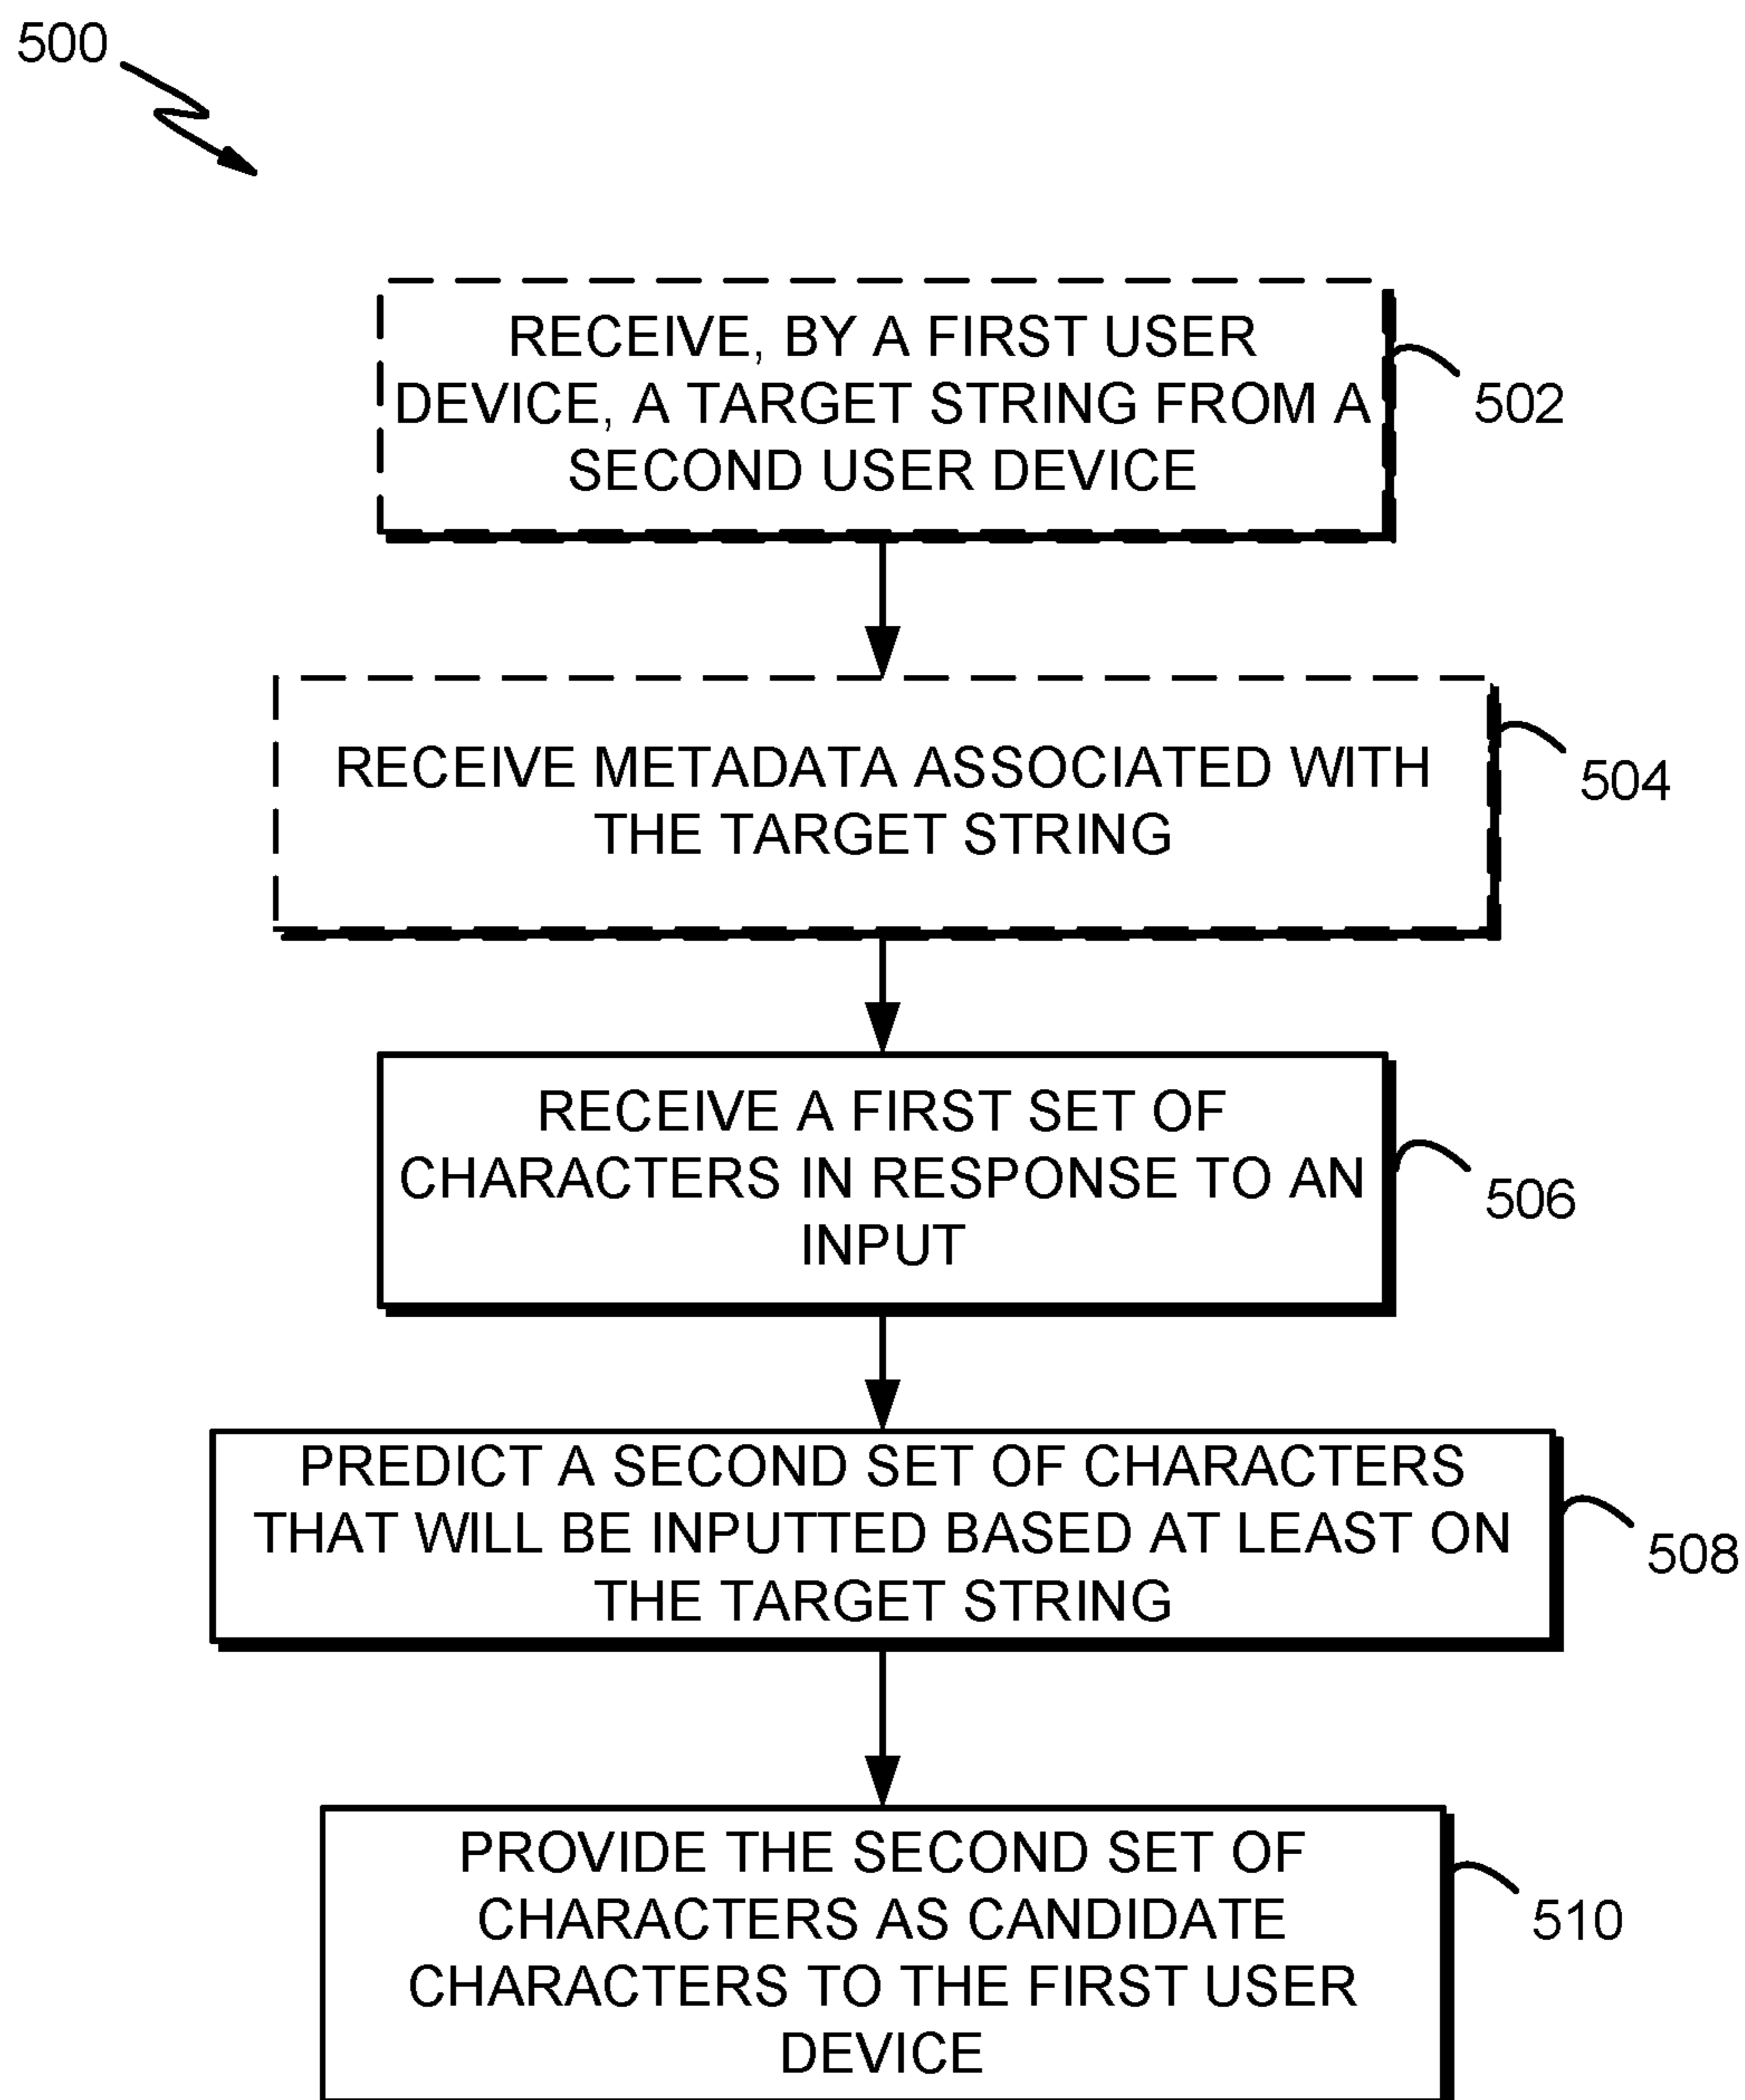 500
RECEIVE, BY A FIRST USER
DEVICE, A TARGET STRING FROM A
SECOND USER DEVICE
502
RECEIVE METADATA ASSOCIATED WITH
THE TARGET STRING
504
RECEIVE A FIRST SET OF
CHARACTERS IN RESPONSE TO AN
INPUT
506
PREDICT A SECOND SET OF CHARACTERS
THAT WILL BE INPUTTED BASED AT LEAST ON
THE TARGET STRING
508
PROVIDE THE SECOND SET OF
CHARACTERS AS CANDIDATE
CHARACTERS TO THE FIRST USER
DEVICE
510